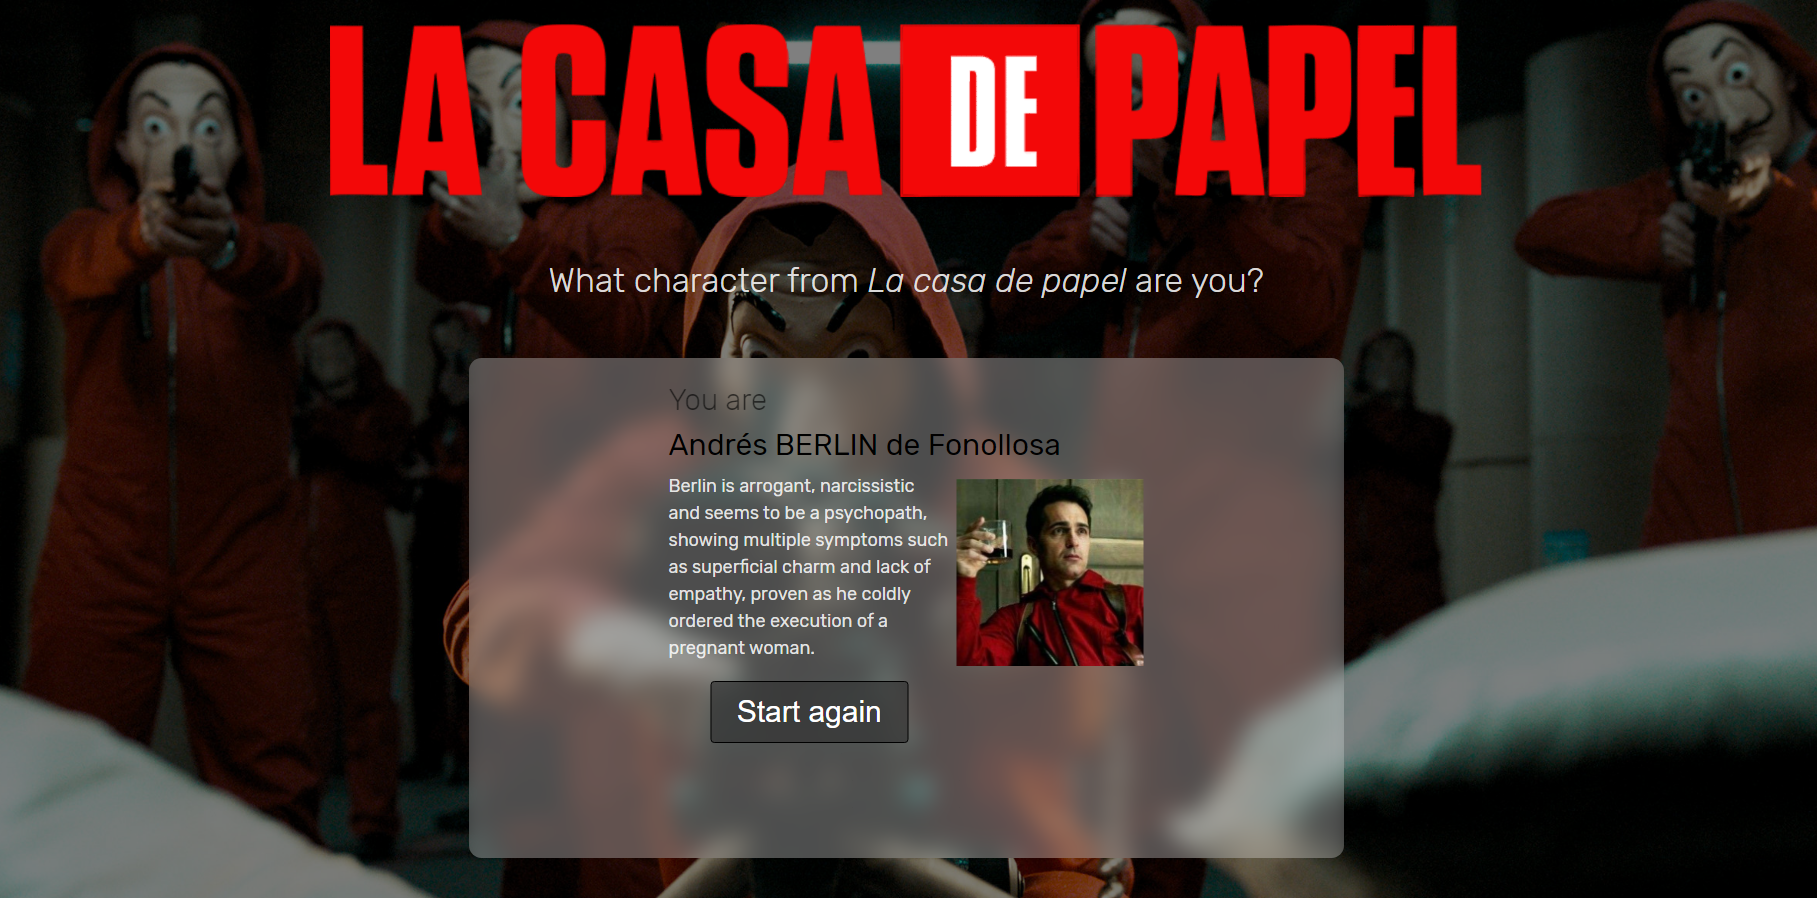 LA CASA DE PAPEL
What character from La casa de papel are you?
You are
Andrés BERLIN de Fonollosa
Berlin is arrogant, narcissistic
and seems to be a psychopath,
showing multiple symptoms such
as superficial charm and lack of
empathy, proven as he coldly
ordered the execution of a
pregnant woman.
Start again